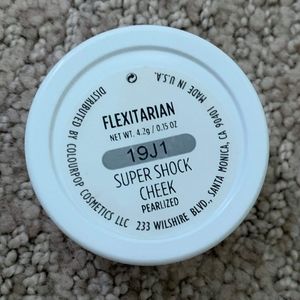 FLEXITARIAN
NET WT. 4.2g / 0.15 OZ
19J1
SUPER SHOCK
CHEEK
PEARLIZED
DISTRIBUTED BY COLOURPOP COSMETICS LLC 233 WILSHIRE BLVD., SANTA MONICA, CA 90401 MADE IN U.S.A.